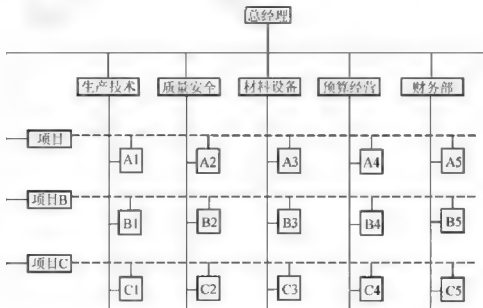 总经理
生产技术 质量安全 材料设备 预算经营 财务部
项目
A1 A2 A3 A4 A5
项目B
B1 B2 B3 B4 B5
项目C
C1 C2 C3 C4 C5